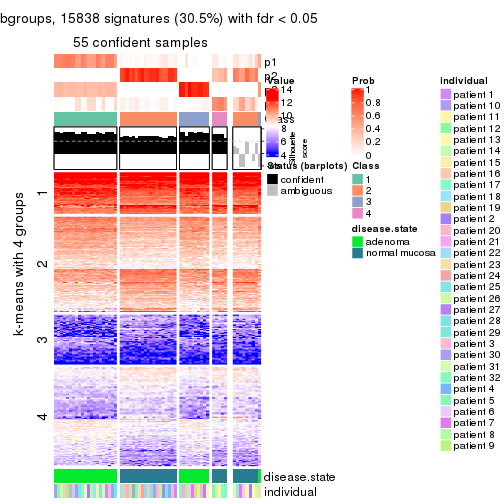 bgroups, 15838 signatures (30.5%) with fdr < 0.05
55 confident samples
p1
p2
Value
14
12
10
8
6
4
Silhouette
score
Status (barplots)
confident
ambiguous
Prob
1
0.8
0.6
0.4
0.2
0
Class
1
2
3
4
disease.state
adenoma
normal mucosa
individual
patient 1
patient 10
patient 11
patient 12
patient 13
patient 14
patient 15
patient 16
patient 17
patient 18
patient 19
patient 2
patient 20
patient 21
patient 22
patient 23
patient 24
patient 25
patient 26
patient 27
patient 28
patient 29
patient 3
patient 30
patient 31
patient 32
patient 4
patient 5
patient 6
patient 7
patient 8
patient 9
k-means with 4 groups
1
2
3
4
disease.state
individual